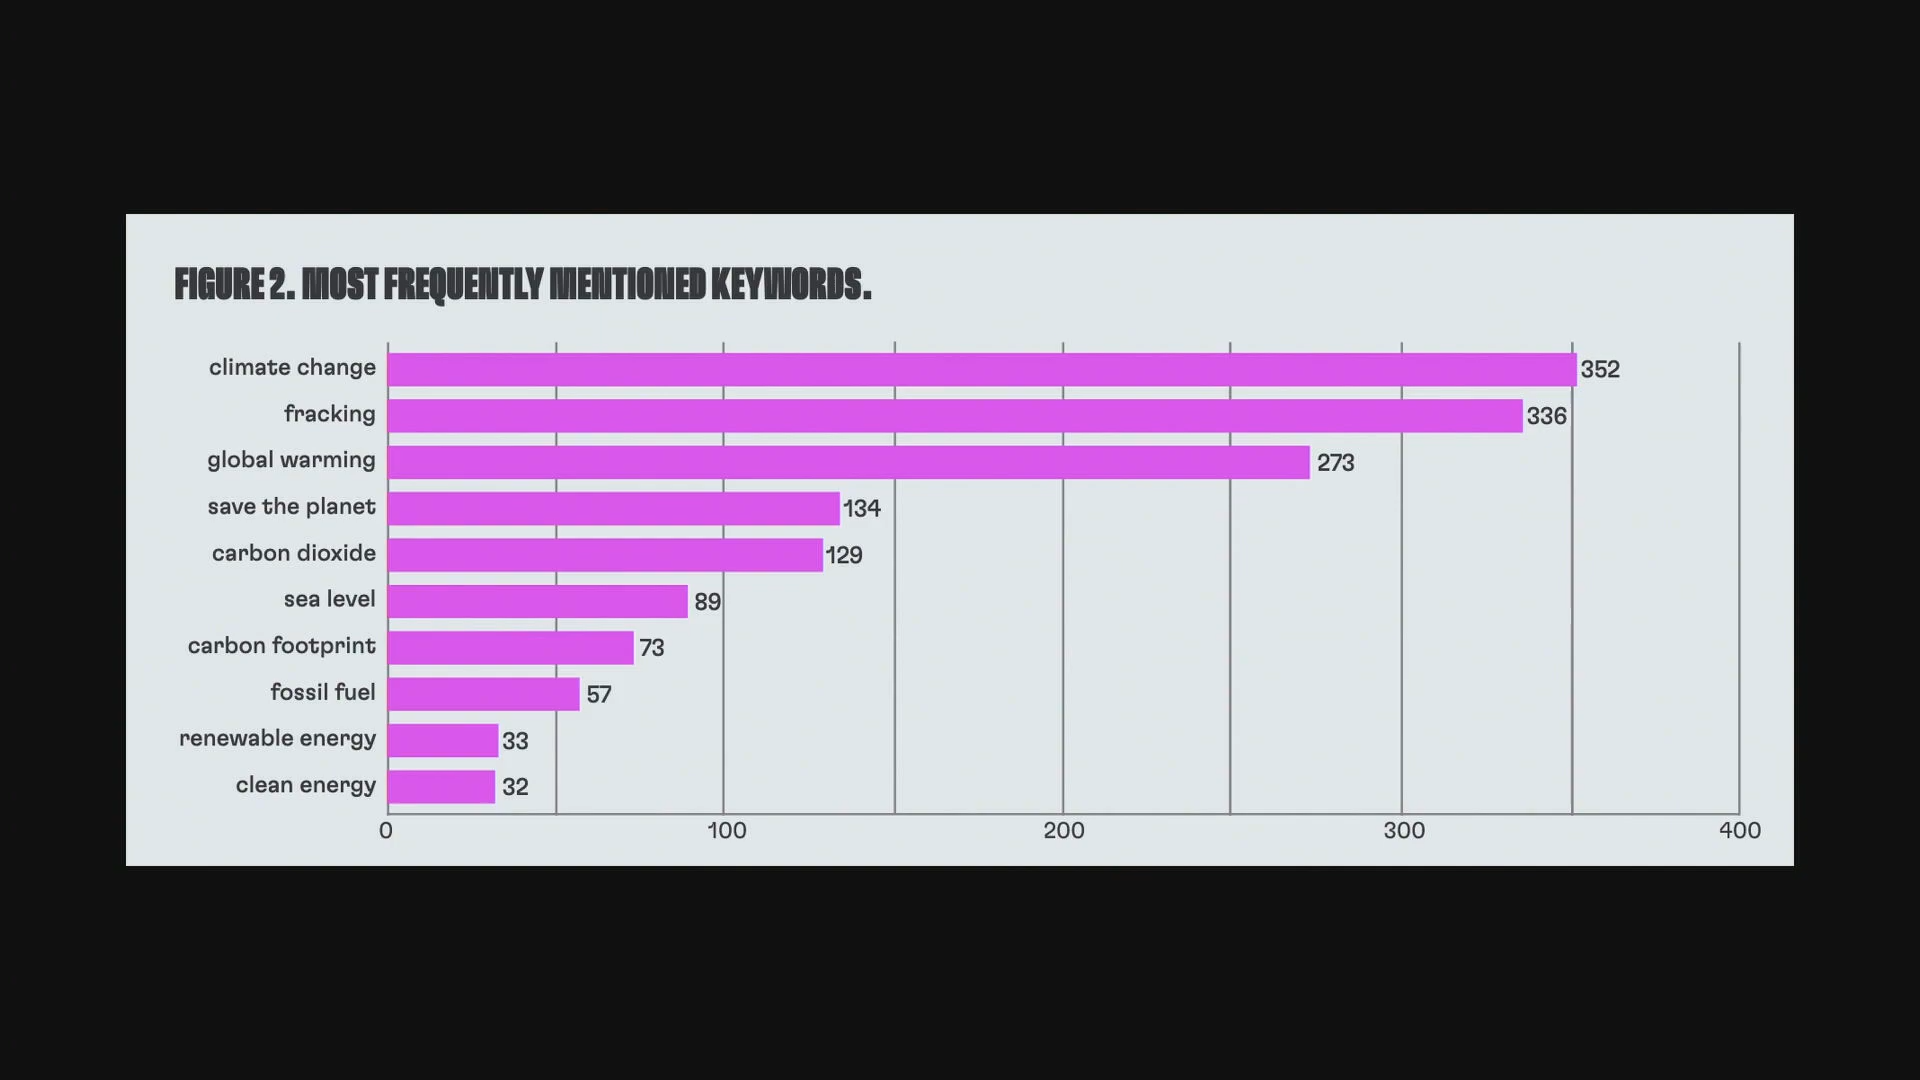 FIGURE 2. MOST FREQUENTLY MENTIONED KEYWORDS.
climate change 352
fracking 336
global warming 273
save the planet 134
carbon dioxide 129
sea level 89
carbon footprint 73
fossil fuel 57
renewable energy 33
clean energy 32
0 100 200 300 400